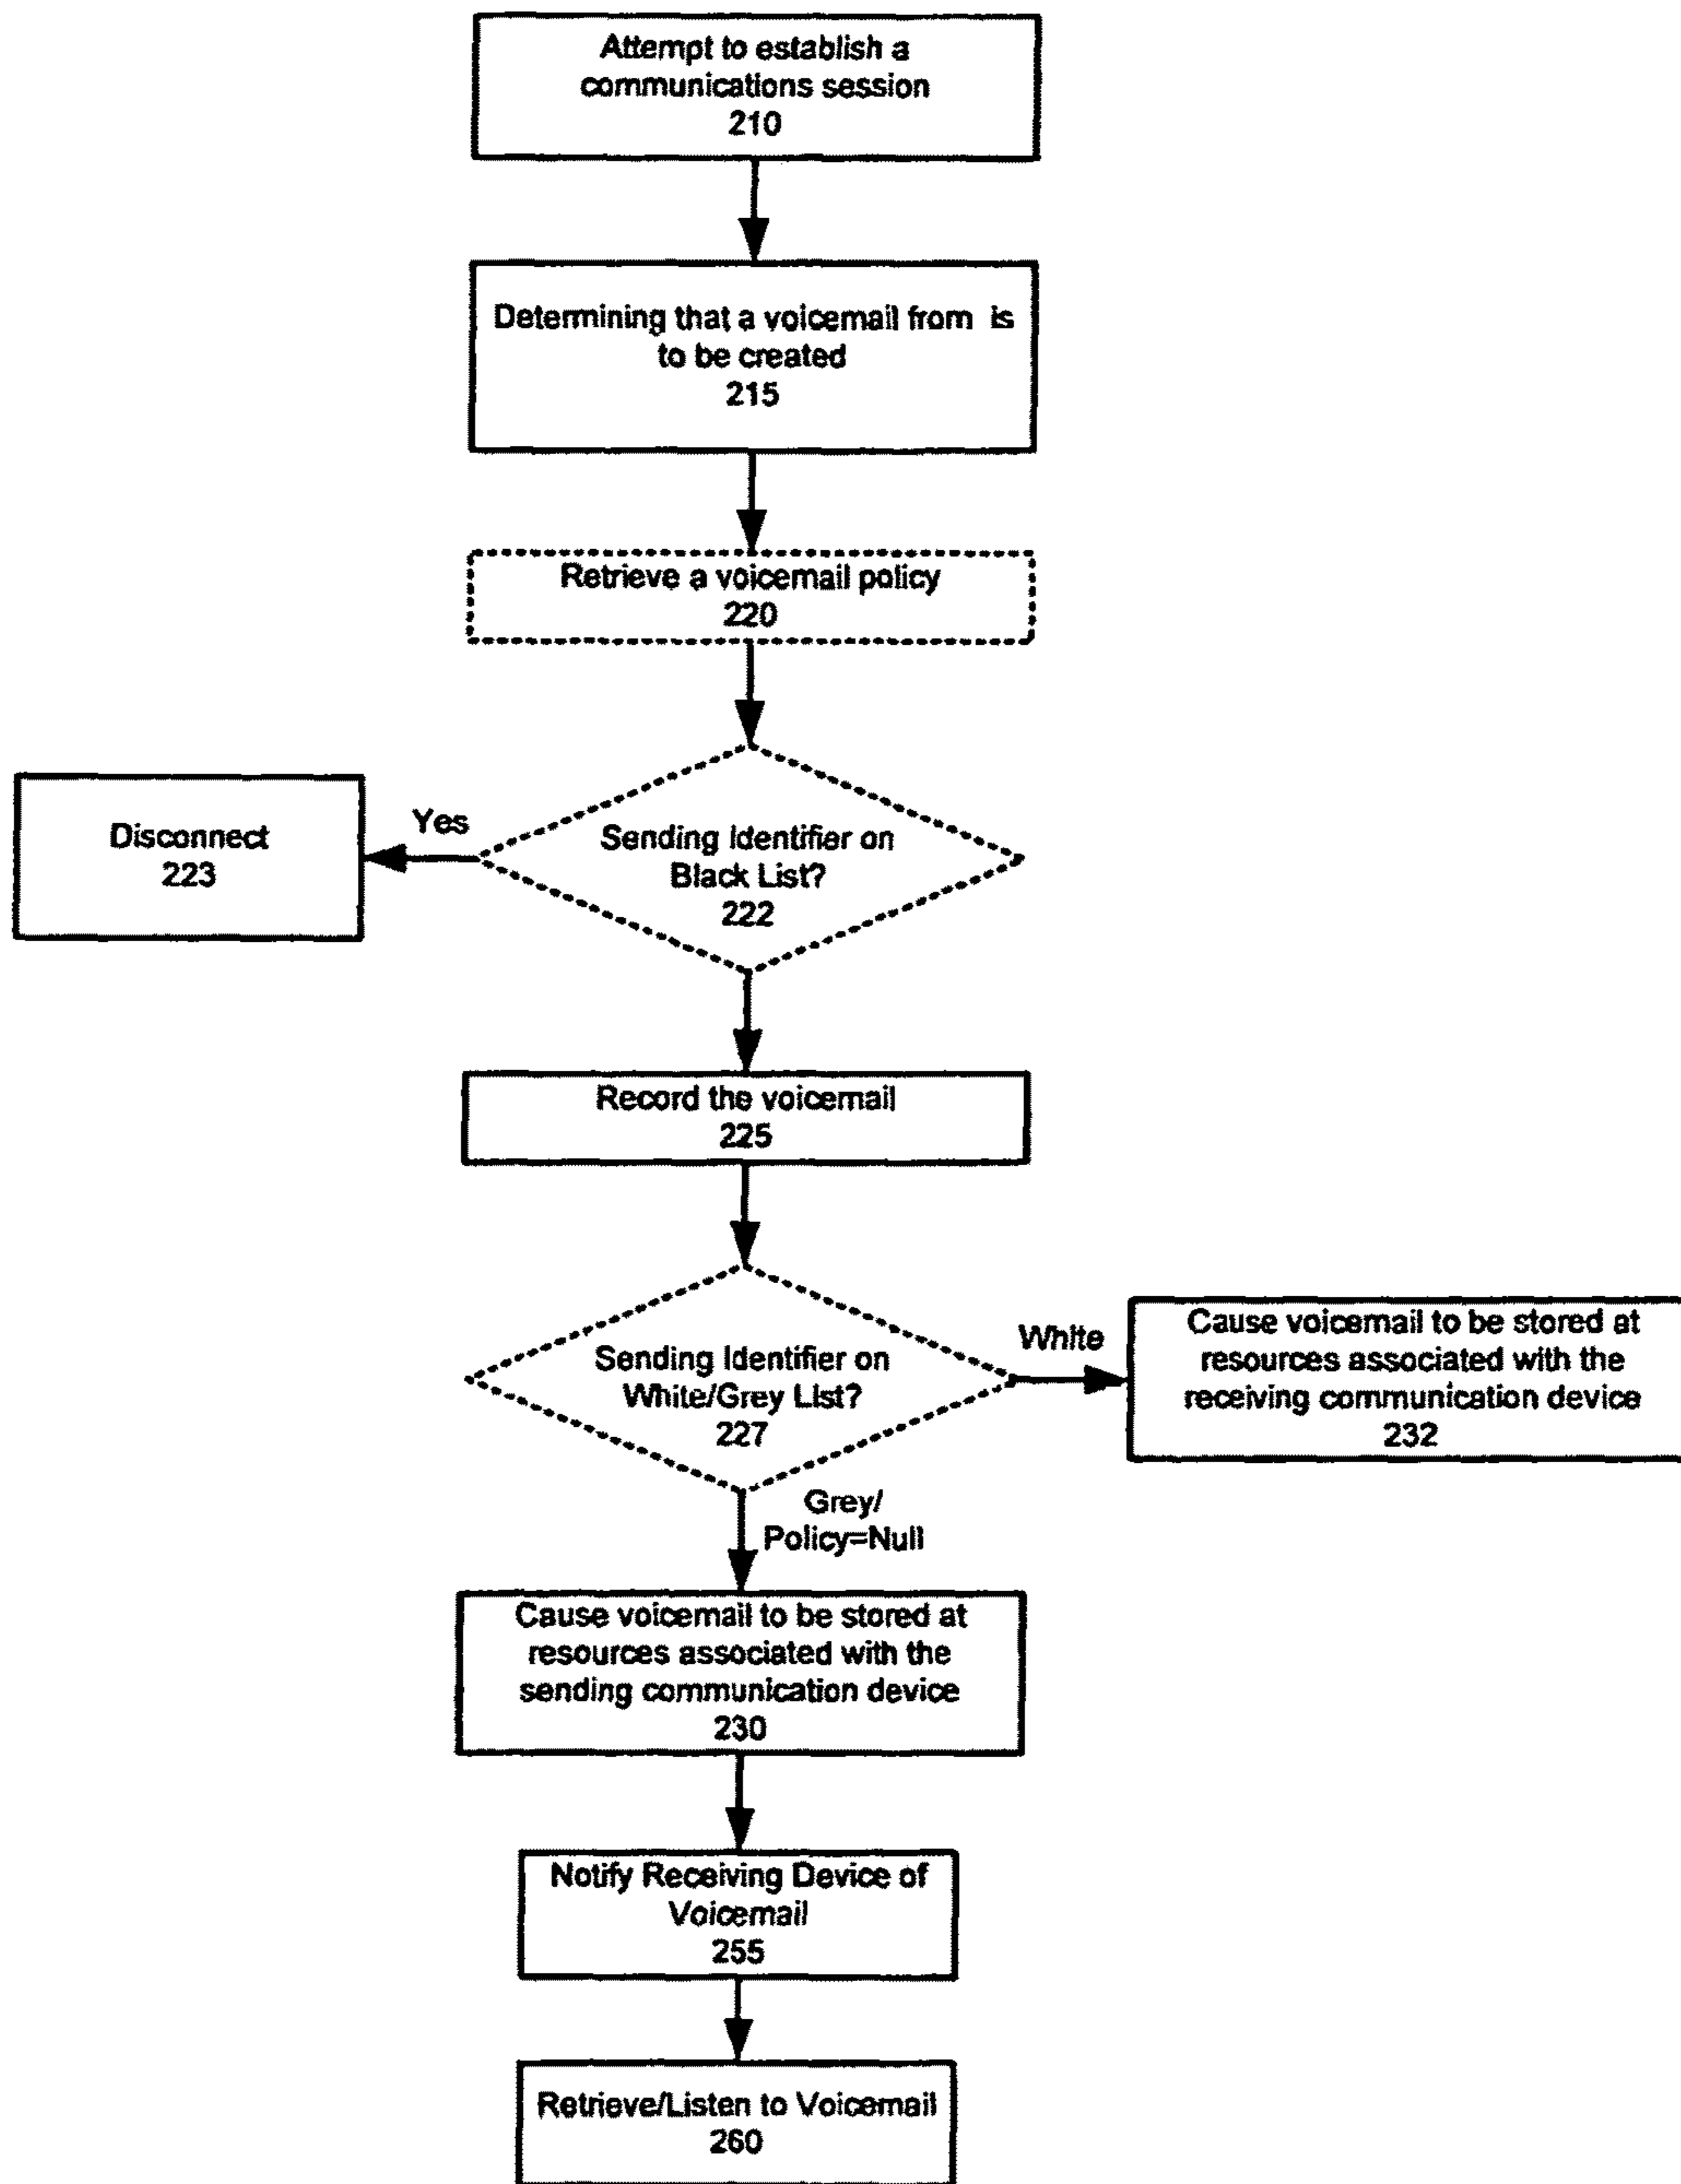 Attempt to establish a
communications session
210
Determining that a voicemail from is
to be created
215
Retrieve a voicemail policy
220
Yes
Disconnect
223
Sending Identifier on
Black List?
222
Record the voicemail
225
Sending Identifier on
White/Grey List?
227
White
Cause voicemail to be stored at
resources associated with the
receiving communication device
232
Grey/
Policy=Null
Cause voicemail to be stored at
resources associated with the
sending communication device
230
Notify Receiving Device of
Voicemail
255
Retrieve/Listen to Voicemail
260